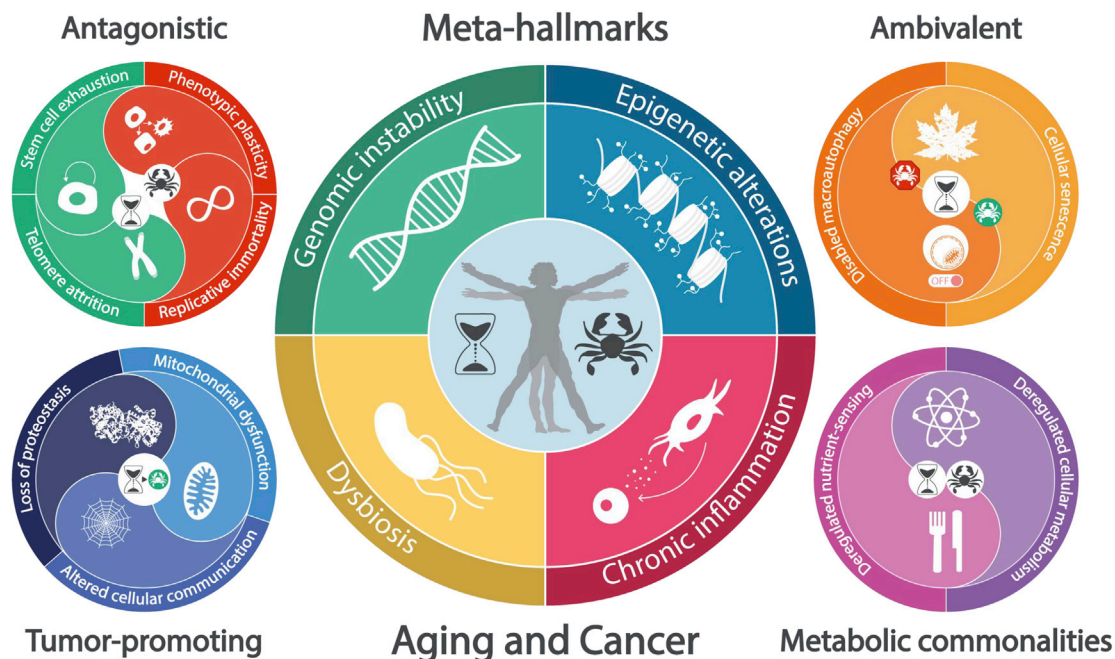 Antagonistic
Meta-hallmarks
Ambivalent
Stem cell exhaustion
Phenotypic plasticity
Telomere attrition
Replicative immortality
Genomic instability
Epigenetic alterations
Dysbiosis
Chronic inflammation
Disabled macroautophagy
Cellular senescence
OFF
Loss of proteostasis
Mitochondrial dysfunction
Altered cellular communication
Deregulated nutrient-sensing
Deregulated cellular metabolism
Tumor-promoting
Aging and Cancer
Metabolic commonalities